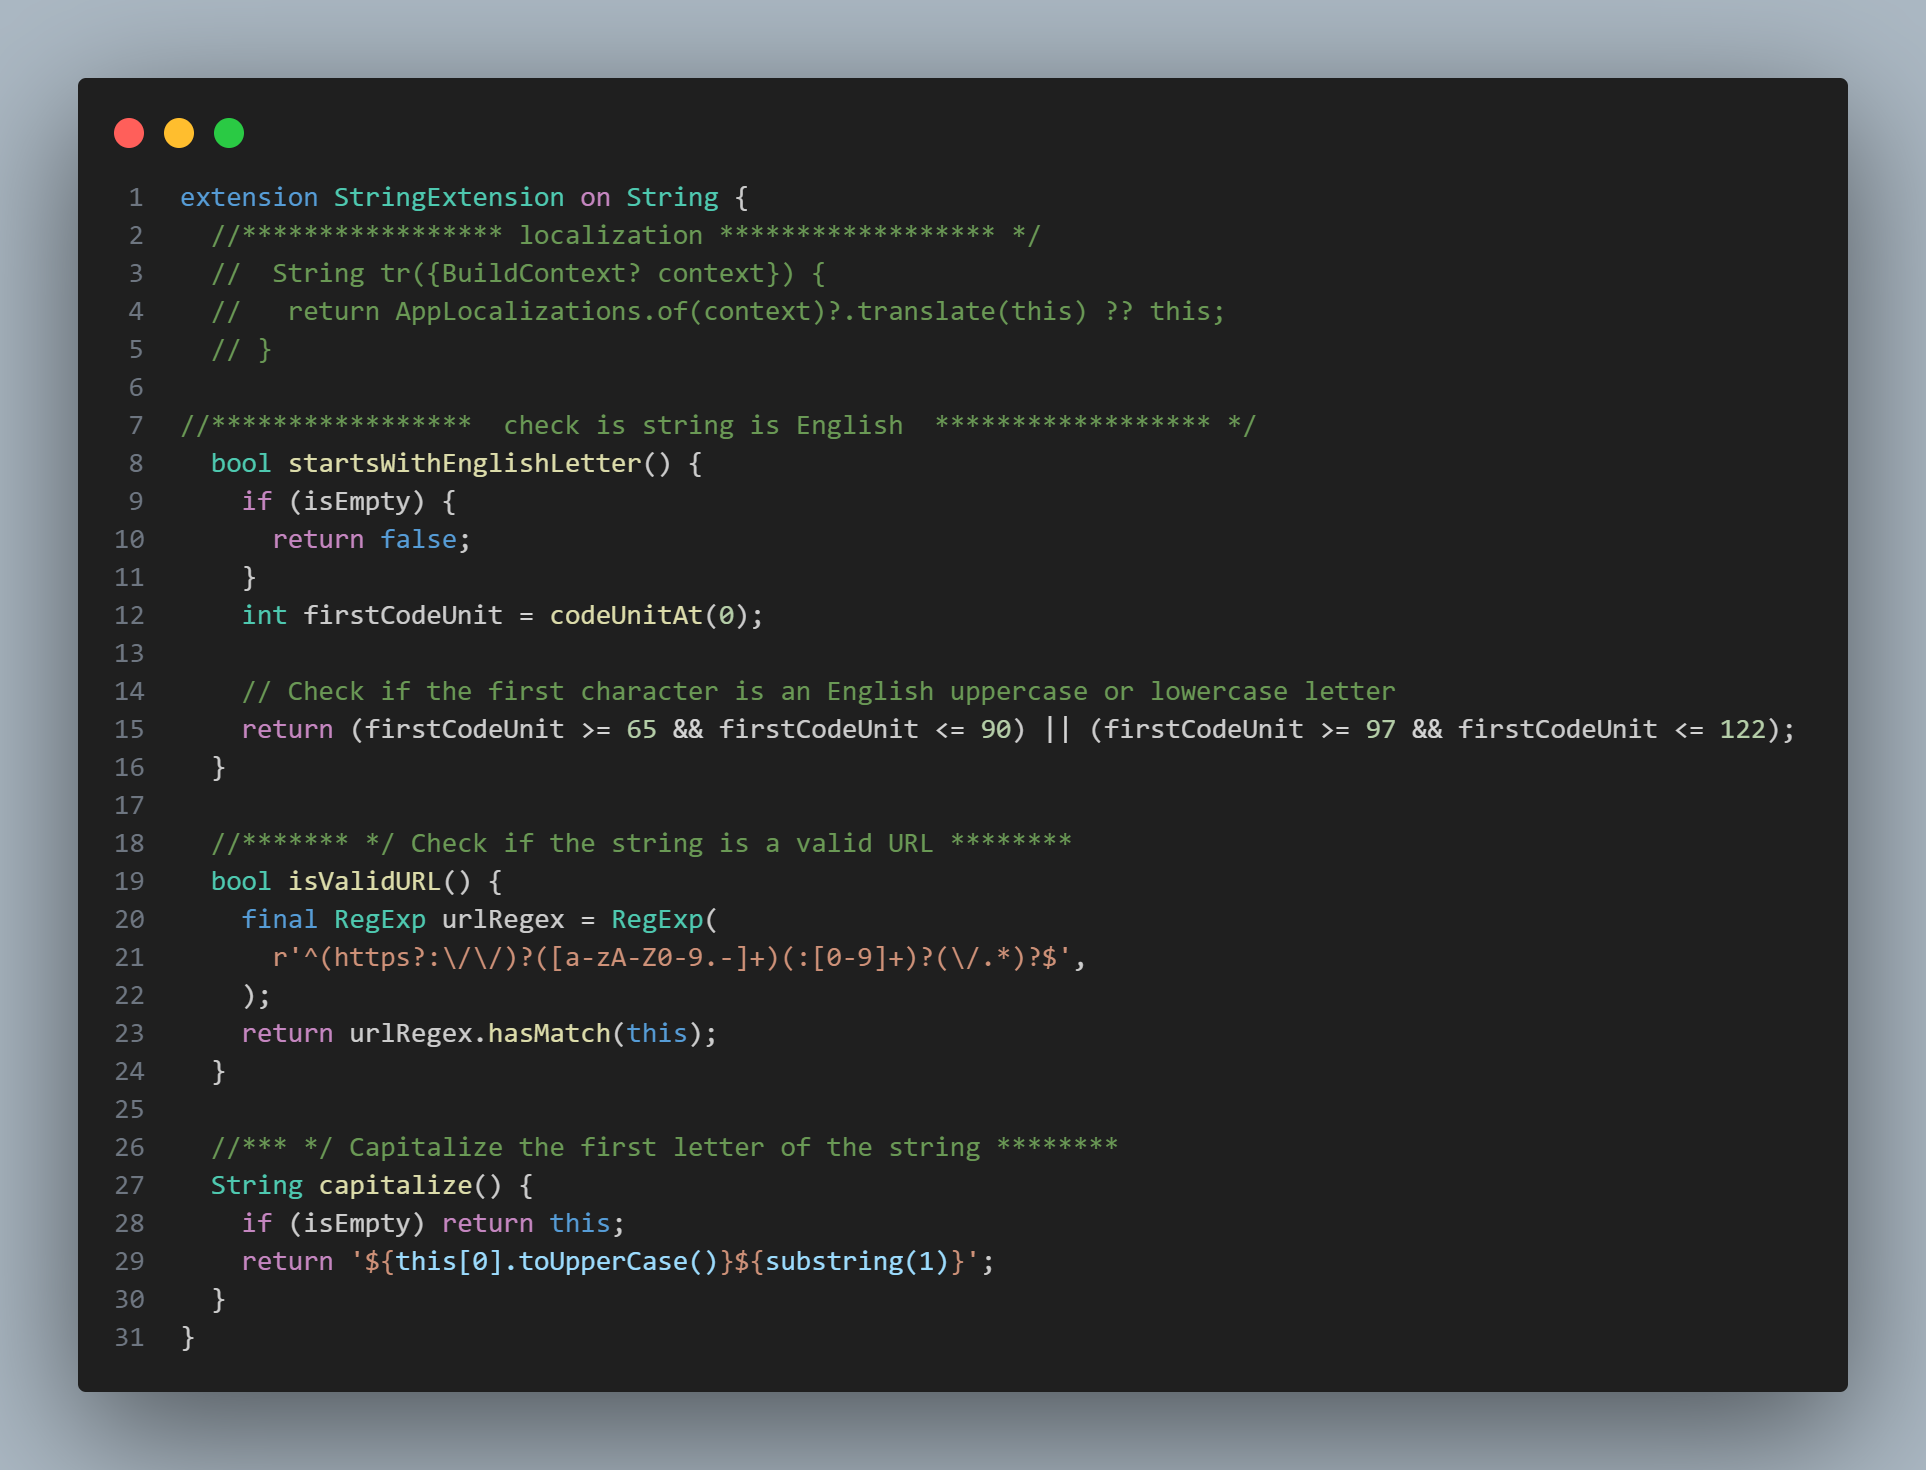 1 extension StringExtension on String {
2   //***************** localization ****************** */
3   //  String tr({BuildContext? context}) {
4   //   return AppLocalizations.of(context)?.translate(this) ?? this;
5   // }
6
7 //*****************  check is string is English  ****************** */
8   bool startsWithEnglishLetter() {
9     if (isEmpty) {
10       return false;
11     }
12     int firstCodeUnit = codeUnitAt(0);
13
14     // Check if the first character is an English uppercase or lowercase letter
15     return (firstCodeUnit >= 65 && firstCodeUnit <= 90) || (firstCodeUnit >= 97 && firstCodeUnit <= 122);
16   }
17
18   //******* */ Check if the string is a valid URL ********
19   bool isValidURL() {
20     final RegExp urlRegex = RegExp(
21       r'^(https?:\/\/)?([a-zA-Z0-9.-]+)(:[0-9]+)?(\/.*)?$',
22     );
23     return urlRegex.hasMatch(this);
24   }
25
26   //*** */ Capitalize the first letter of the string ********
27   String capitalize() {
28     if (isEmpty) return this;
29     return '${this[0].toUpperCase()}${substring(1)}';
30   }
31 }